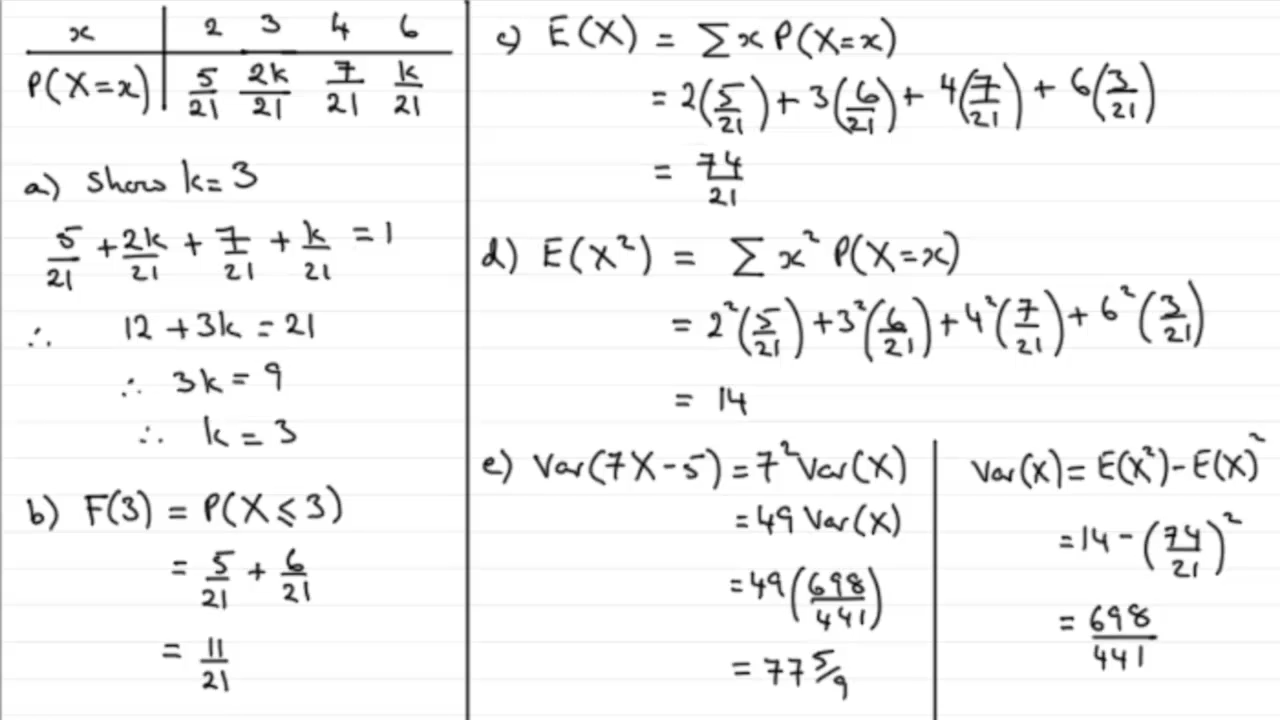 x | 2 3 4 6
P(X=x) | 5/21 2k/21 7/21 k/21
a) Show k=3
5/21 + 2k/21 + 7/21 + k/21 = 1
∴ 12 + 3k = 21
∴ 3k = 9
∴ k = 3
b) F(3) = P(X ≤ 3)
= 5/21 + 6/21
= 11/21
c) E(X) = ∑ x P(X=x)
= 2(5/21) + 3(6/21) + 4(7/21) + 6(3/21)
= 74/21
d) E(X²) = ∑ x² P(X=x)
= 2²(5/21) + 3²(6/21) + 4²(7/21) + 6²(3/21)
= 14
e) Var(7X-5) = 7² Var(X)
= 49 Var(X)
= 49(698/441)
= 77 5/9
Var(X) = E(X²) - E(X)²
= 14 - (74/21)²
= 698/441